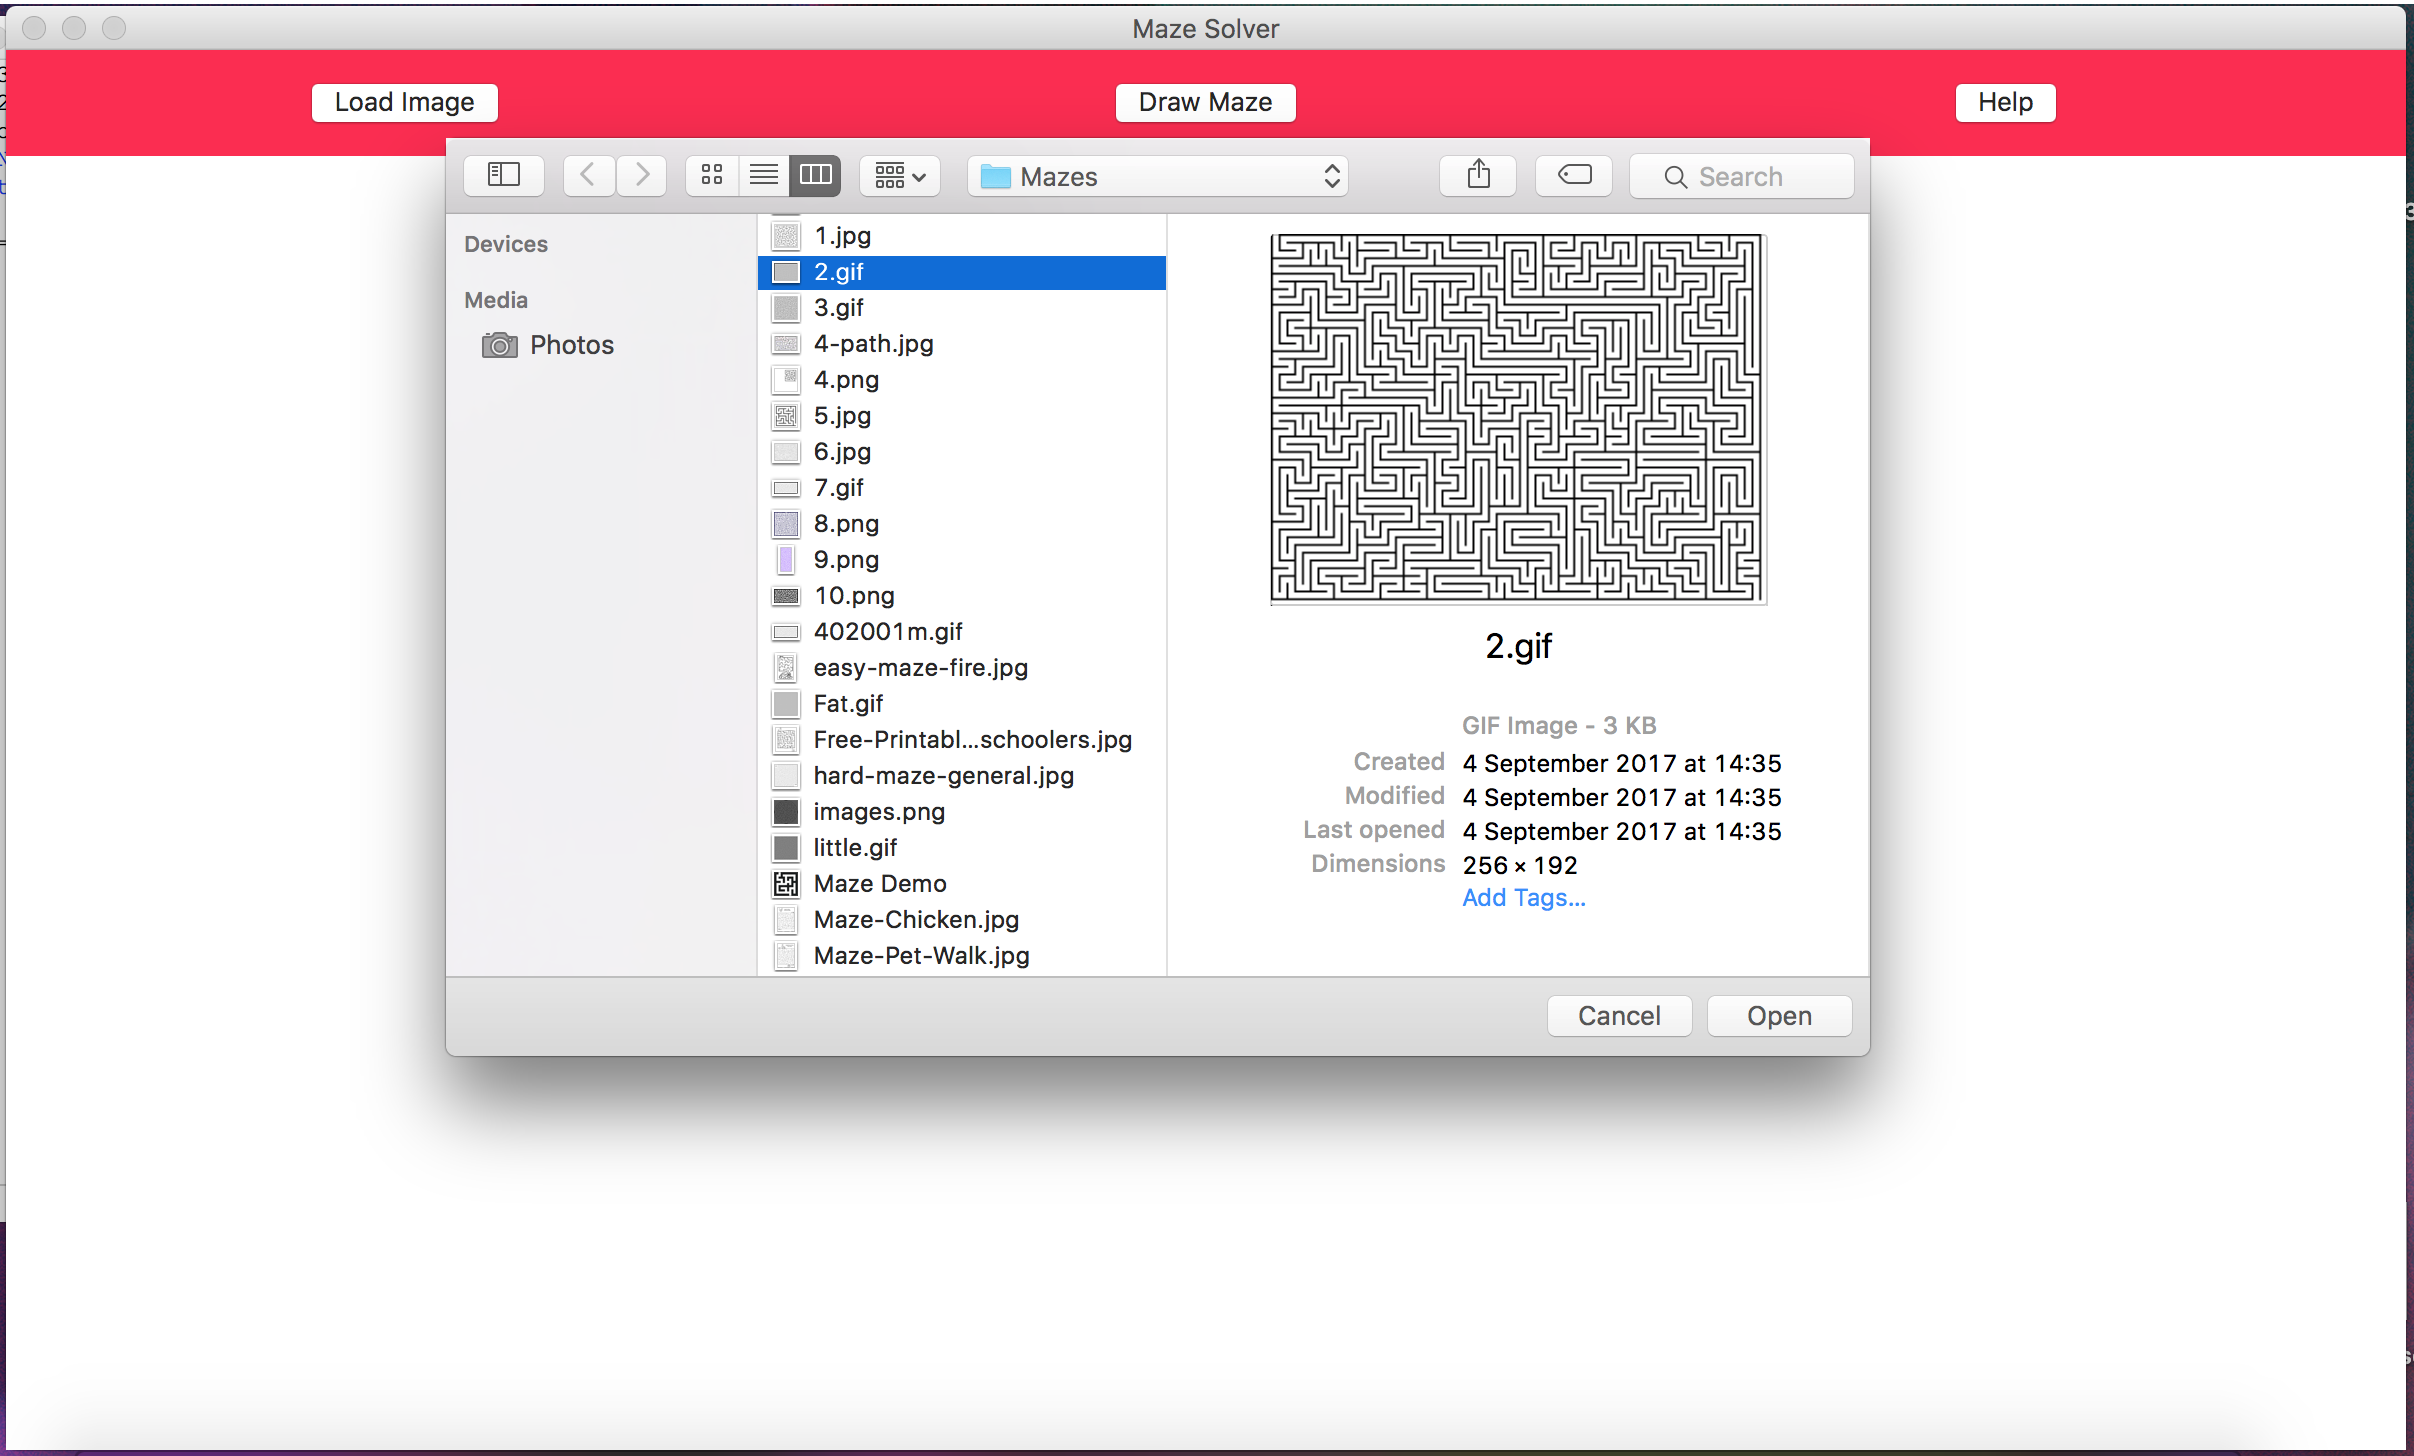 Maze Solver
Load Image
Draw Maze
Help
Mazes
Search
Devices
Media
Photos
1.jpg
2.gif
3.gif
4-path.jpg
4.png
5.jpg
6.jpg
7.gif
8.png
9.png
10.png
402001m.gif
easy-maze-fire.jpg
Fat.gif
Free-Printabl...schoolers.jpg
hard-maze-general.jpg
images.png
little.gif
Maze Demo
Maze-Chicken.jpg
Maze-Pet-Walk.jpg
2.gif
GIF Image - 3 KB
Created 4 September 2017 at 14:35
Modified 4 September 2017 at 14:35
Last opened 4 September 2017 at 14:35
Dimensions 256 × 192
Add Tags...
Cancel
Open